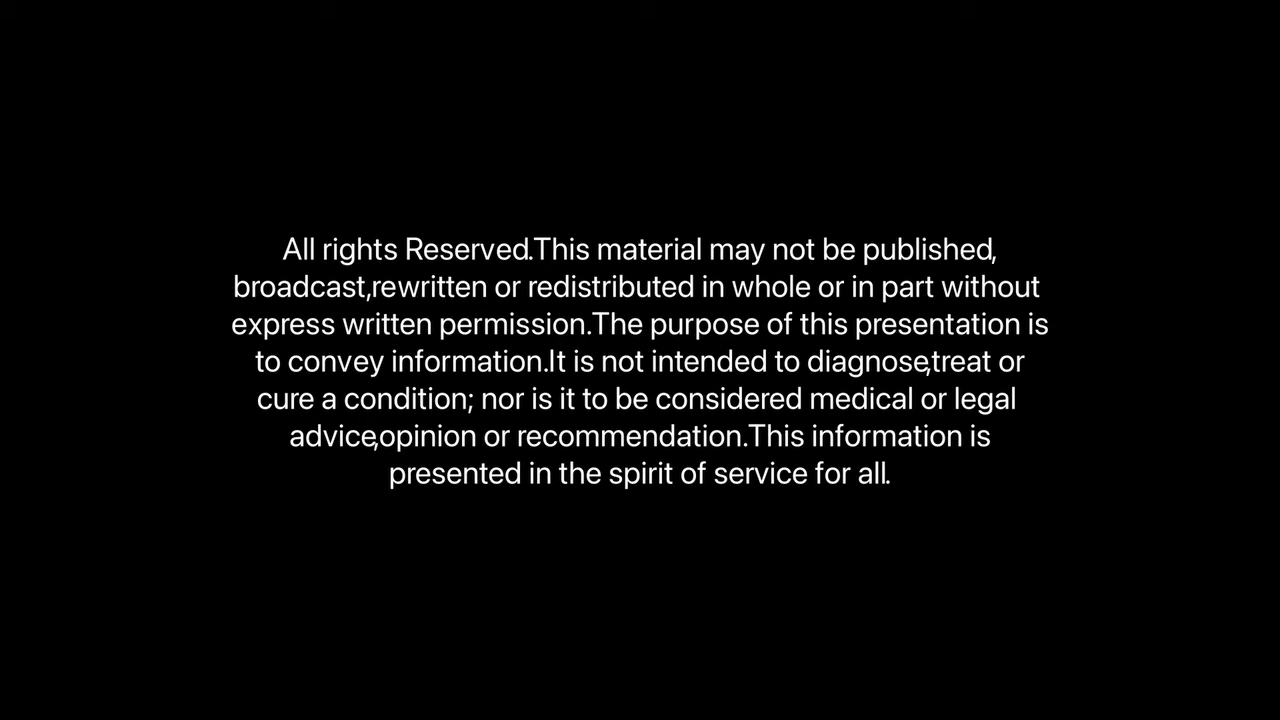 All rights Reserved.This material may not be published,
broadcast,rewritten or redistributed in whole or in part without
express written permission.The purpose of this presentation is
to convey information.It is not intended to diagnose,treat or
cure a condition; nor is it to be considered medical or legal
advice,opinion or recommendation.This information is
presented in the spirit of service for all.